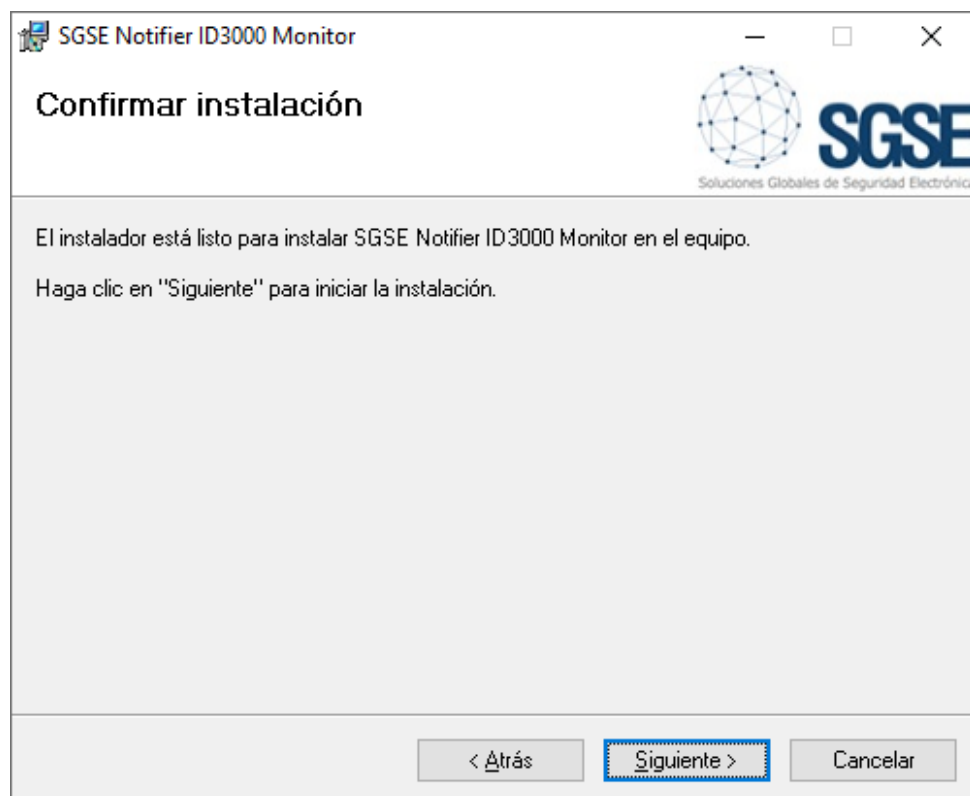 SGSE Notifier ID3000 Monitor
Confirmar instalación
SGSE
Soluciones Globales de Seguridad Electrónica
El instalador está listo para instalar SGSE Notifier ID3000 Monitor en el equipo.
Haga clic en "Siguiente" para iniciar la instalación.
< Atrás
Siguiente >
Cancelar